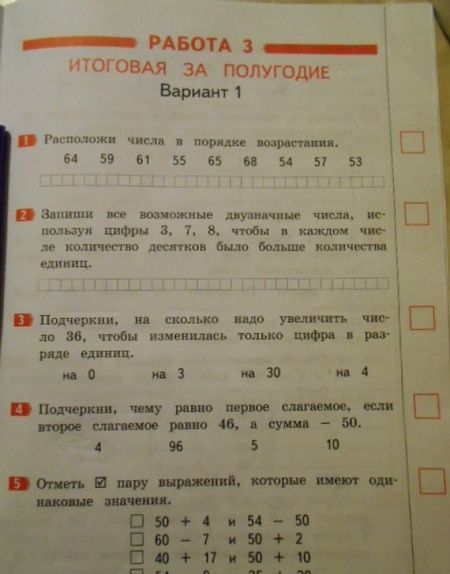 РАБОТА 3
ИТОГОВАЯ ЗА ПОЛУГОДИЕ
Вариант 1
1 Расположи числа в порядке возрастания.
64 59 61 55 65 68 54 57 53
2 Запиши все возможные двузначные числа, ис-
пользуя цифры 3, 7, 8, чтобы в каждом чис-
ле количество десятков было больше количества
единиц.
3 Подчеркни, на сколько надо увеличить чис-
ло 36, чтобы изменилась только цифра в раз-
ряде единиц.
на 0 на 3 на 30 на 4
4 Подчеркни, чему равно первое слагаемое, если
второе слагаемое равно 46, а сумма – 50.
4 96 5 10
5 Отметь ☑ пару выражений, которые имеют оди-
наковые значения.
☐ 50 + 4 и 54 – 50
☐ 60 – 7 и 50 + 2
☐ 40 + 17 и 50 + 10